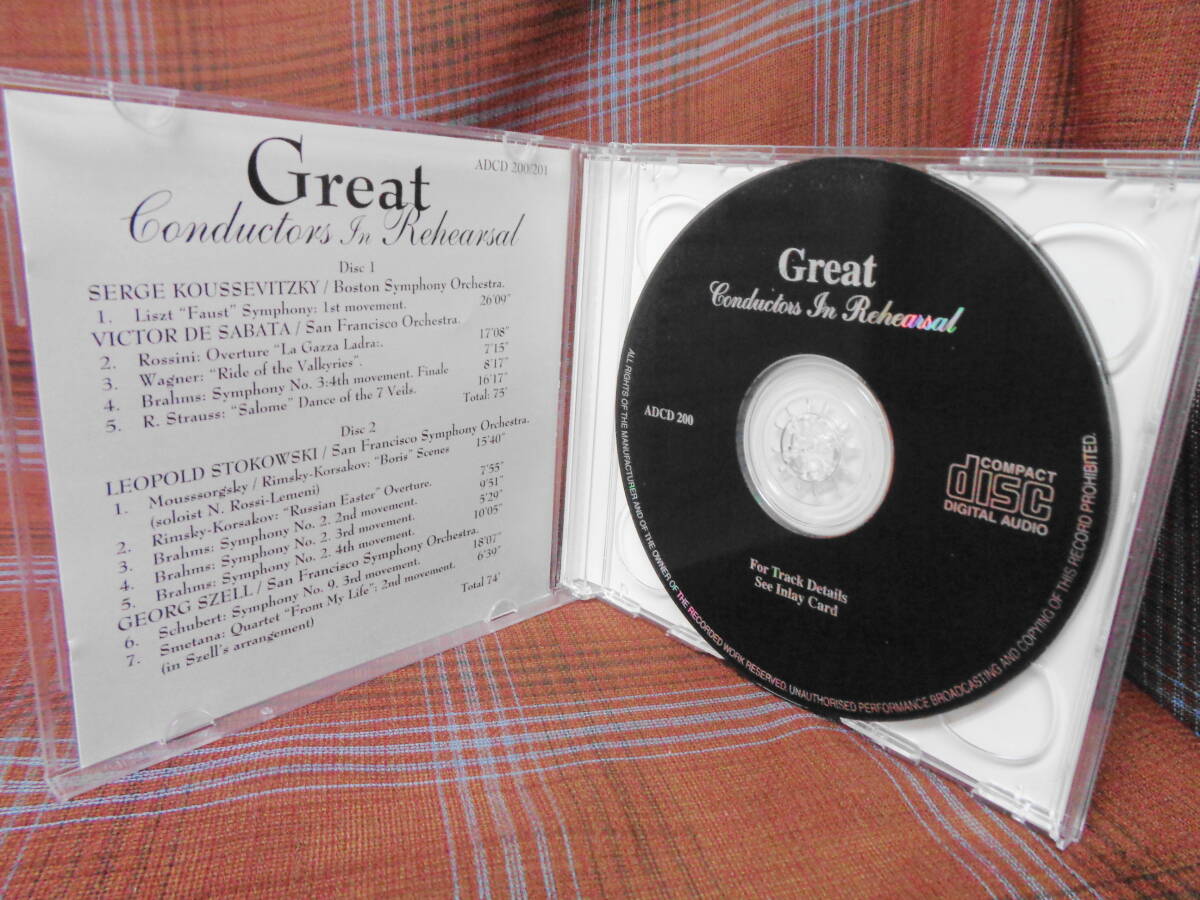 Great
ADCD 200/201
Conductors In Rehearsal
Disc 1
SERGE KOUSSEVITZKY / Boston Symphony Orchestra.
1. Liszt "Faust" Symphony: 1st movement. 26'09"
VICTOR DE SABATA / San Francisco Orchestra.
2. Rossini: Overture "La Gazza Ladra:. 17'08"
3. Wagner: "Ride of the Valkyries". 7'15"
4. Brahms: Symphony No. 3:4th movement. Finale 8'17"
5. R. Strauss: "Salome" Dance of the 7 Veils. 16'17"
Total: 75'
Disc 2
LEOPOLD STOKOWSKI / San Francisco Symphony Orchestra.
1. Mousssorgsky / Rimsky-Korsakov: "Boris" Scenes 15'40"
(soloist N. Rossi-Lemeni)
2. Rimsky-Korsakov: "Russian Easter" Overture. 7'55"
3. Brahms: Symphony No. 2. 2nd movement. 9'51"
4. Brahms: Symphony No. 2. 3rd movement. 5'29"
5. Brahms: Symphony No. 2. 4th movement. 10'05"
GEORG SZELL / San Francisco Symphony Orchestra.
6. Schubert: Symphony No. 9. 3rd movement. 18'07"
7. Smetana: Quartet "From My Life": 2nd movement. 6'39"
(in Szell's arrangement)
Total 74'
Great
Conductors In Rehearsal
ADCD 200
COMPACT
disc
DIGITAL AUDIO
For Track Details
See Inlay Card
ALL RIGHTS OF THE MANUFACTURER AND OF THE OWNER OF THE RECORDED WORK RESERVED. UNAUTHORISED PERFORMANCE BROADCASTING AND COPYING OF THIS RECORD PROHIBITED.